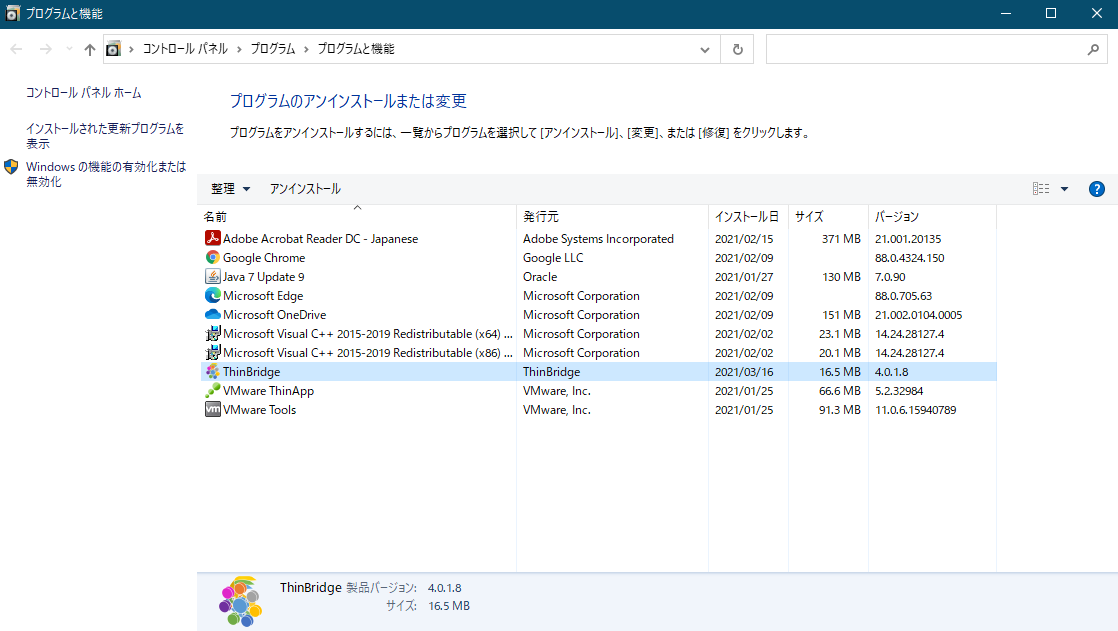 プログラムと機能
コントロール パネル › プログラム › プログラムと機能
コントロール パネル ホーム
インストールされた更新プログラムを
表示
Windows の機能の有効化または
無効化
プログラムのアンインストールまたは変更
プログラムをアンインストールするには、一覧からプログラムを選択して [アンインストール]、[変更]、または [修復] をクリックします。
整理 アンインストール
名前 発行元 インストール日 サイズ バージョン
Adobe Acrobat Reader DC - Japanese Adobe Systems Incorporated 2021/02/15 371 MB 21.001.20135
Google Chrome Google LLC 2021/02/09 88.0.4324.150
Java 7 Update 9 Oracle 2021/01/27 130 MB 7.0.90
Microsoft Edge Microsoft Corporation 2021/02/09 88.0.705.63
Microsoft OneDrive Microsoft Corporation 2021/02/09 151 MB 21.002.0104.0005
Microsoft Visual C++ 2015-2019 Redistributable (x64) ... Microsoft Corporation 2021/02/02 23.1 MB 14.24.28127.4
Microsoft Visual C++ 2015-2019 Redistributable (x86) ... Microsoft Corporation 2021/02/02 20.1 MB 14.24.28127.4
ThinBridge ThinBridge 2021/03/16 16.5 MB 4.0.1.8
VMware ThinApp VMware, Inc. 2021/01/25 66.6 MB 5.2.32984
VMware Tools VMware, Inc. 2021/01/25 91.3 MB 11.0.6.15940789
ThinBridge 製品バージョン: 4.0.1.8
サイズ: 16.5 MB